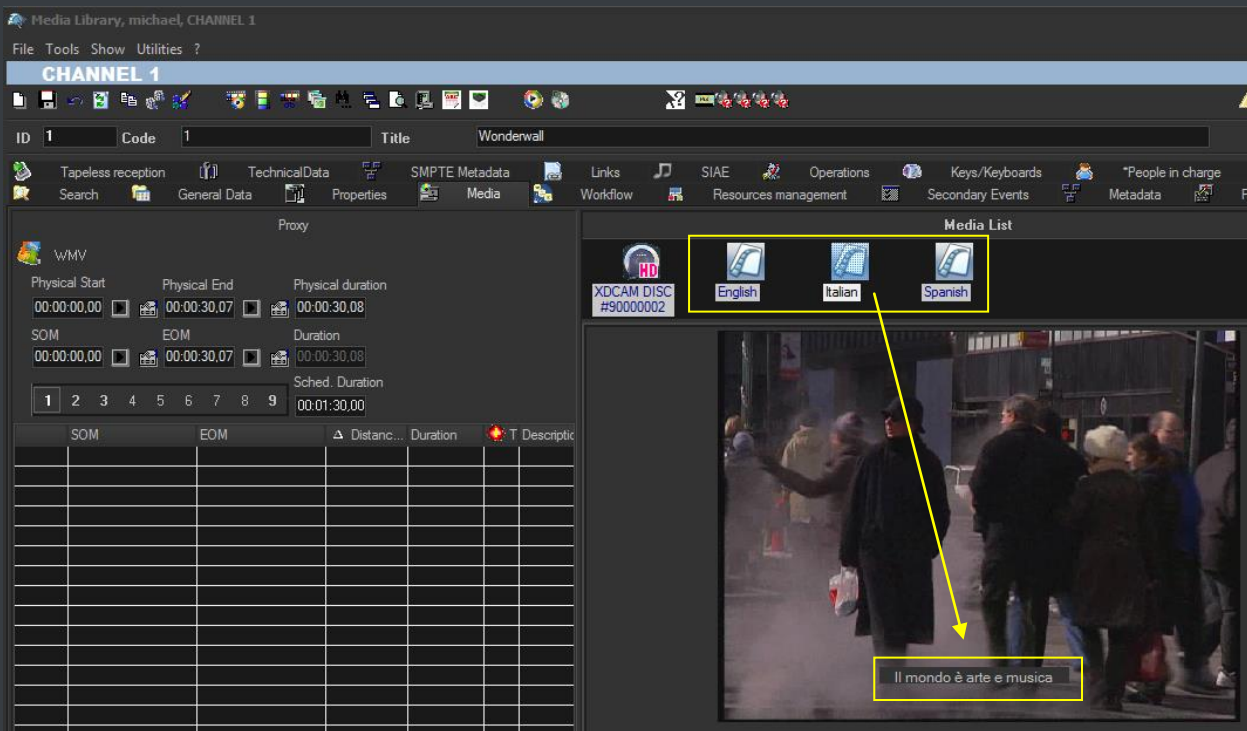 Media Library, michael, CHANNEL 1
File Tools Show Utilities ?
CHANNEL 1
ID 1 Code 1 Title Wonderwall
Tapeless reception TechnicalData SMPTE Metadata Links SIAE Operations Keys/Keyboards *People in charge
Search General Data Properties Media Workflow Resources management Secondary Events Metadata
Proxy
Media List
WMV
HD
XDCAM DISC
#90000002
English
Italian
Spanish
Physical Start Physical End Physical duration
00:00:00,00 00:00:30,07 00:00:30,08
SOM EOM Duration
00:00:00,00 00:00:30,07 00:00:30,08
Sched. Duration
1 2 3 4 5 6 7 8 9 00:01:30,00
SOM EOM Δ Distanc... Duration T Descriptic
Il mondo è arte e musica